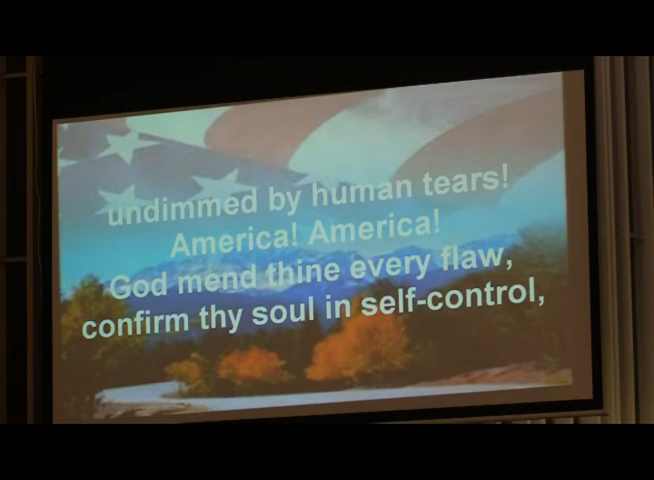 undimmed by human tears!
America! America!
God mend thine every flaw,
confirm thy soul in self-control,